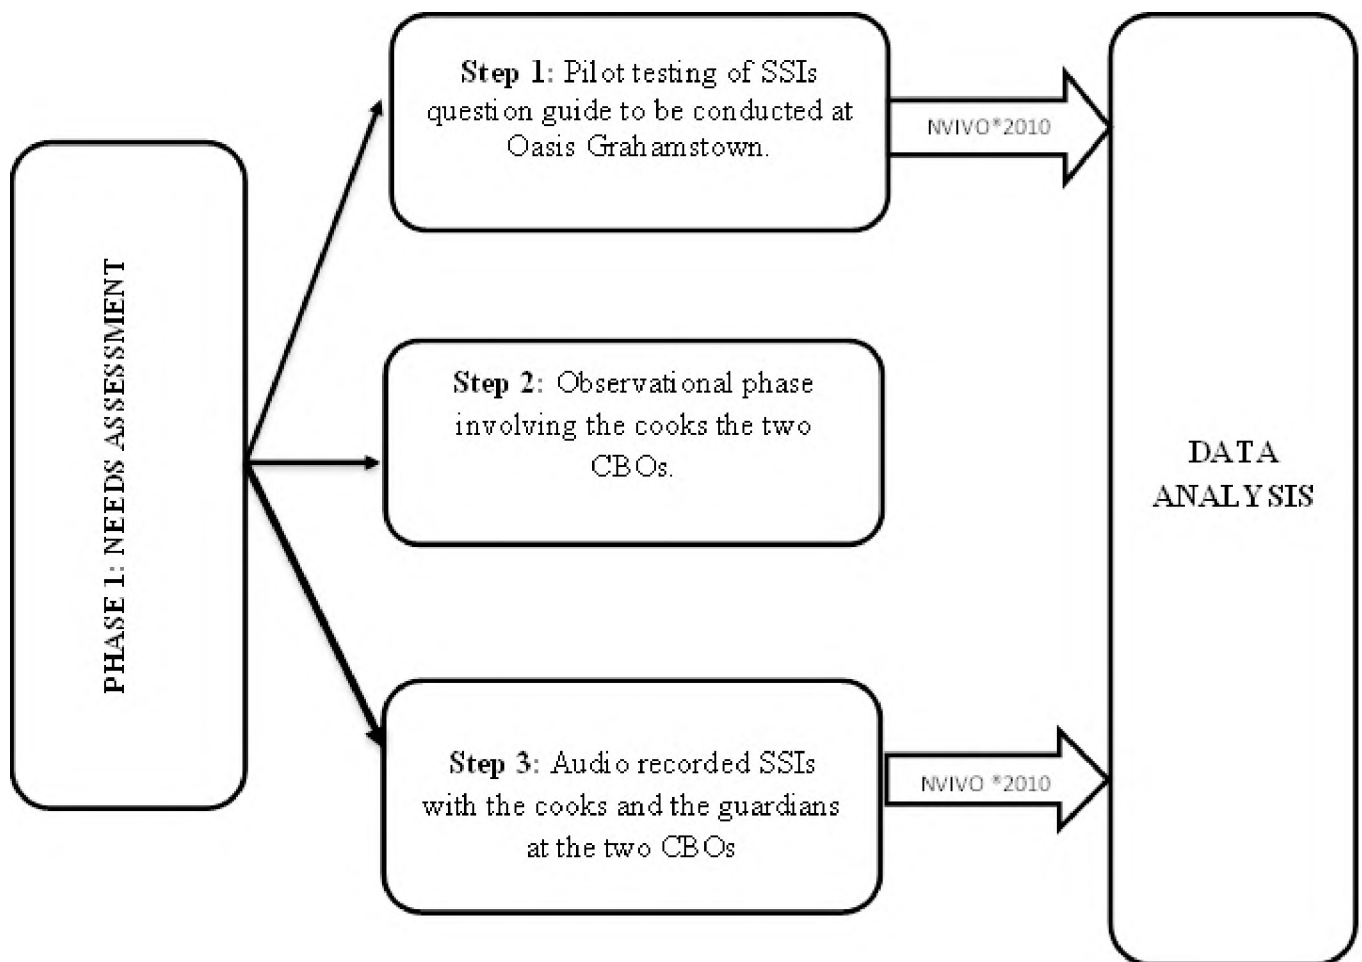 PHASE 1: NEEDS ASSESSMENT
Step 1: Pilot testing of SSIs
question guide to be conducted at
Oasis Grahamstown.
NVIVO®2010
Step 2: Observational phase
involving the cooks the two
CBOs.
Step 3: Audio recorded SSIs
with the cooks and the guardians
at the two CBOs
NVIVO ®2010
DATA
ANALYSIS